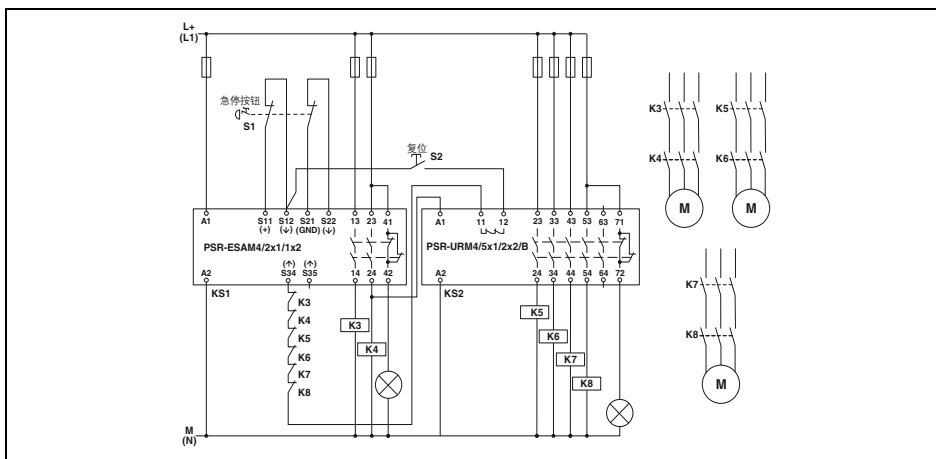 L+
(L1)
急停按钮
S1
复位
S2
A1
S11
(+)
S12
(↓)
S21
(GND)
S22
(↓)
13
23
41
PSR-ESAM4/2x1/1x2
A2
(↑)
S34
(↑)
S35
14
24
42
KS1
A1
11
12
23
33
43
53
63
71
PSR-URM4/5x1/2x2/B
A2
24
34
44
54
64
72
KS2
K3
K4
K5
K6
K7
K8
K3
K4
K5
K6
K7
K8
M
(N)
K3
K4
M
K5
K6
M
K7
K8
M